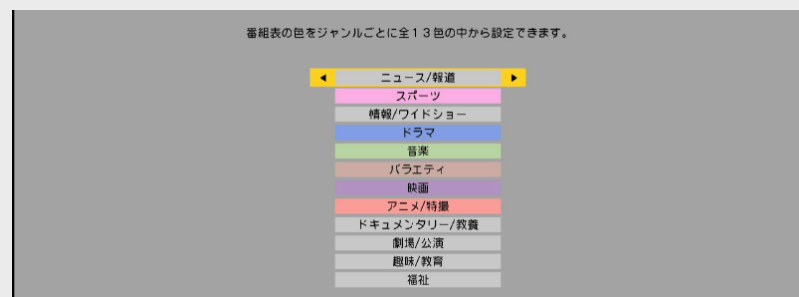 番組表の色をジャンルごとに全１３色の中から設定できます。
◀ ニュース/報道 ▶
スポーツ
情報/ワイドショー
ドラマ
音楽
バラエティ
映画
アニメ/特撮
ドキュメンタリー/教養
劇場/公演
趣味/教育
福祉